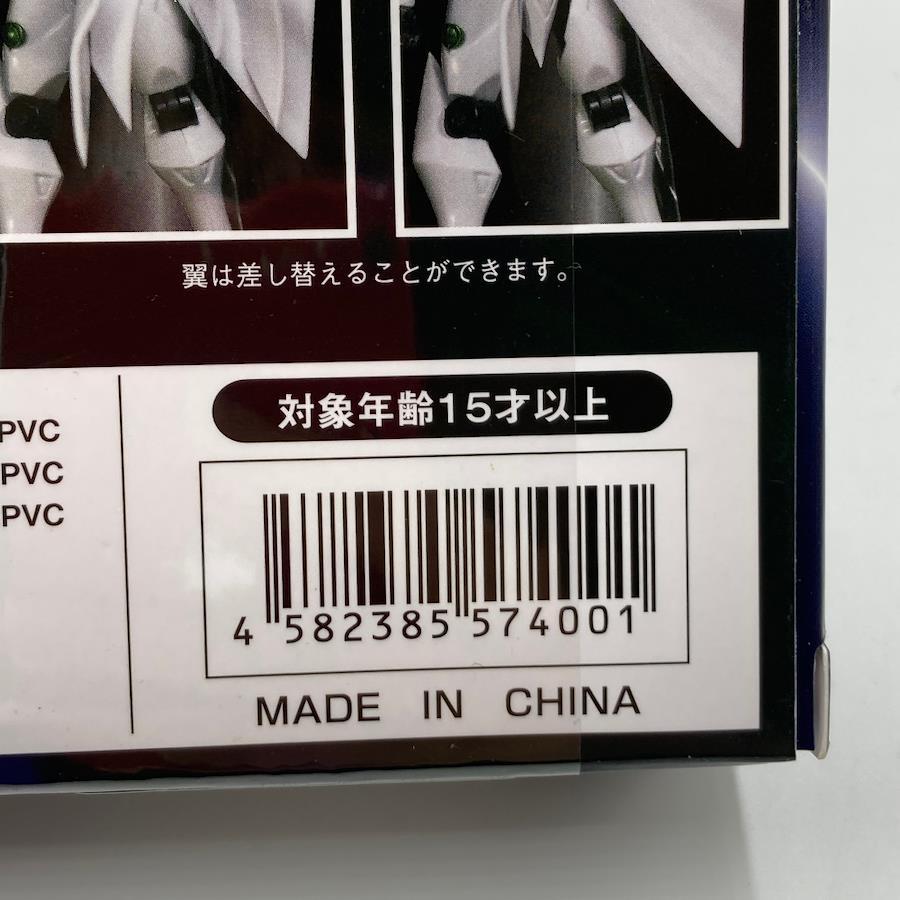 翼は差し替えることができます。
PVC
PVC
PVC
対象年齢15才以上
4 582385 574001
MADE IN CHINA